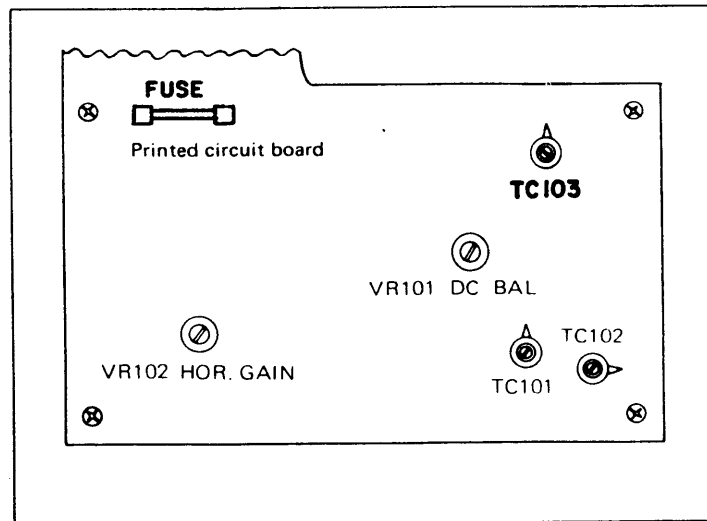 FUSE
Printed circuit board
TC103
VR101 DC BAL
TC102
VR102 HOR. GAIN
TC101